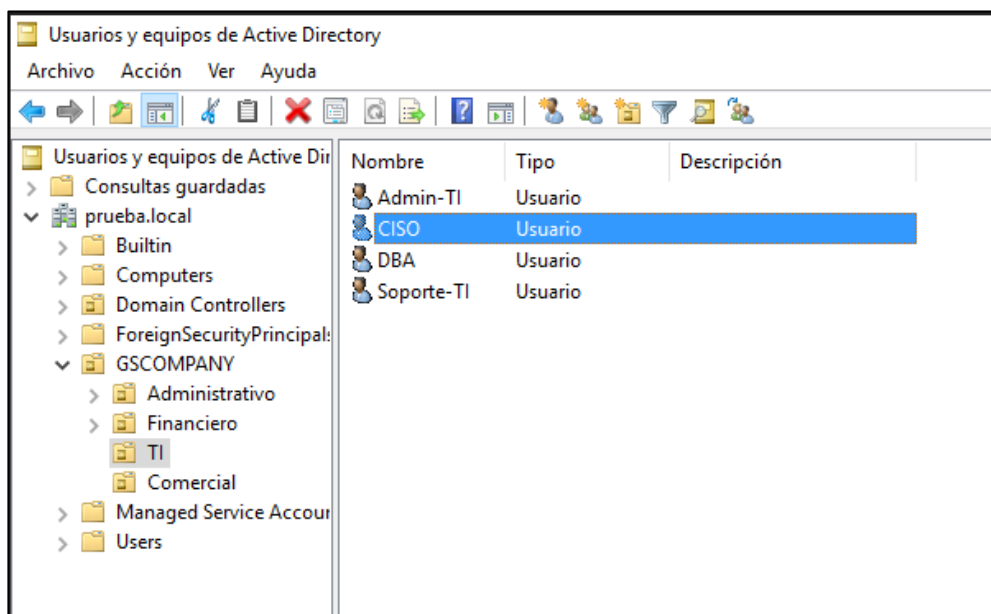 Usuarios y equipos de Active Directory
Archivo Acción Ver Ayuda
Usuarios y equipos de Active Dir
Consultas guardadas
prueba.local
Builtin
Computers
Domain Controllers
ForeignSecurityPrincipals
GSCOMPANY
Administrativo
Financiero
TI
Comercial
Managed Service Accour
Users
Nombre Tipo Descripción
Admin-TI Usuario
CISO Usuario
DBA Usuario
Soporte-TI Usuario